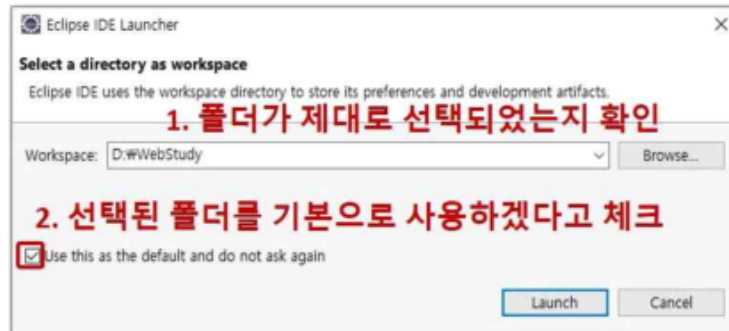 Eclipse IDE Launcher
Select a directory as workspace
Eclipse IDE uses the workspace directory to store its preferences and development artifacts.
1. 폴더가 제대로 선택되었는지 확인
Workspace: D:₩WebStudy Browse...
2. 선택된 폴더를 기본으로 사용하겠다고 체크
Use this as the default and do not ask again
Launch Cancel